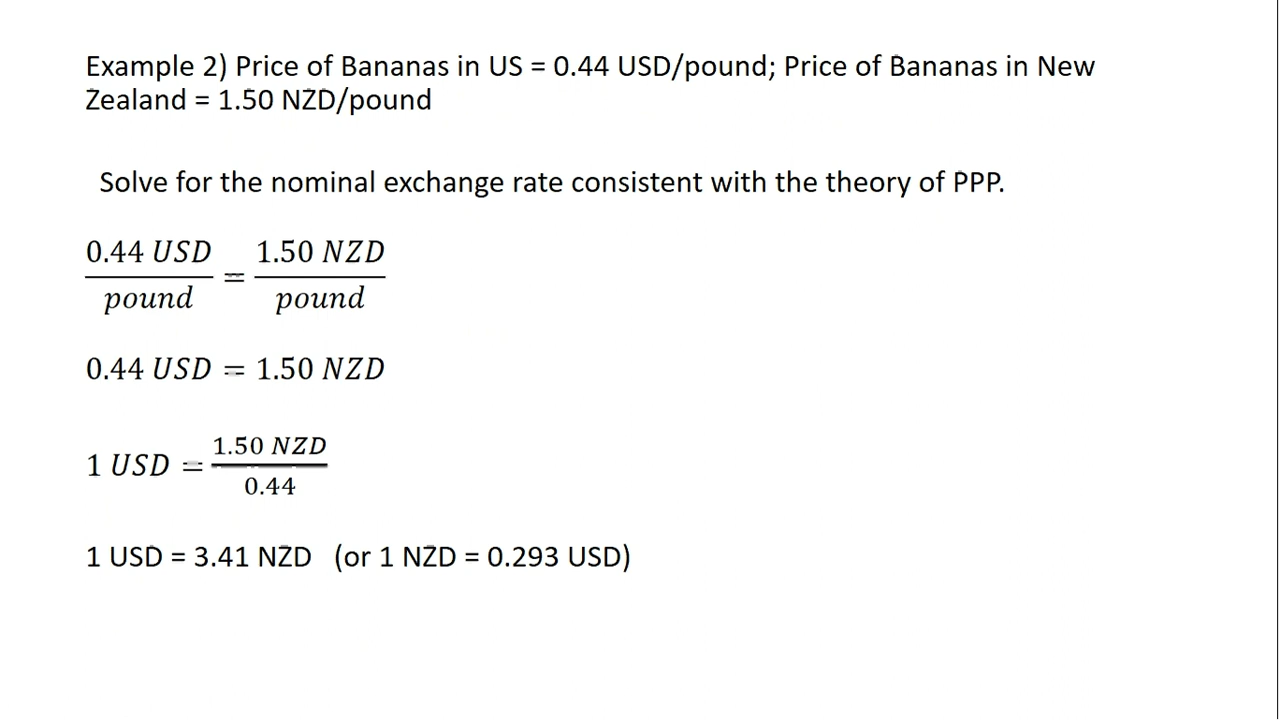 Example 2) Price of Bananas in US = 0.44 USD/pound; Price of Bananas in New
Zealand = 1.50 NZD/pound
Solve for the nominal exchange rate consistent with the theory of PPP.
0.44 USD/pound = 1.50 NZD/pound
0.44 USD = 1.50 NZD
1 USD = 1.50 NZD/0.44
1 USD = 3.41 NZD (or 1 NZD = 0.293 USD)